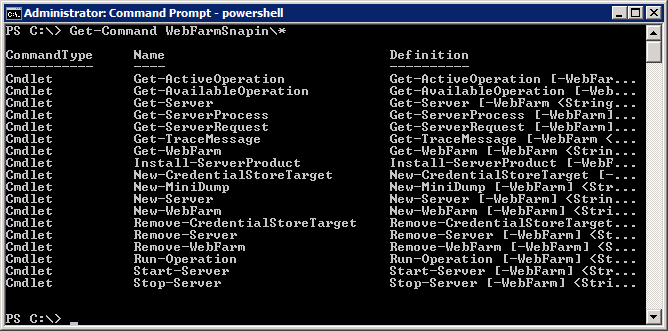 Administrator: Command Prompt - powershell
PS C:\> Get-Command WebFarmSnapin\*
CommandType Name Definition
----------- ---- ----------
Cmdlet Get-ActiveOperation Get-ActiveOperation [-WebFar...
Cmdlet Get-AvailableOperation Get-AvailableOperation [-Web...
Cmdlet Get-Server Get-Server [-WebFarm <String...
Cmdlet Get-ServerProcess Get-ServerProcess [-WebFarm]...
Cmdlet Get-ServerRequest Get-ServerRequest [-WebFarm]...
Cmdlet Get-TraceMessage Get-TraceMessage [-WebFarm <...
Cmdlet Get-WebFarm Get-WebFarm [[-WebFarm] <Strin...
Cmdlet Install-ServerProduct Install-ServerProduct [-WebF...
Cmdlet New-CredentialStoreTarget New-CredentialStoreTarget [-...
Cmdlet New-MiniDump New-MiniDump [-WebFarm] <Str...
Cmdlet New-Server New-Server [-WebFarm] <Strin...
Cmdlet New-WebFarm New-WebFarm [-WebFarm] <Stri...
Cmdlet Remove-CredentialStoreTarget Remove-CredentialStoreTarget...
Cmdlet Remove-Server Remove-Server [-WebFarm] <St...
Cmdlet Remove-WebFarm Remove-WebFarm [-WebFarm] <S...
Cmdlet Run-Operation Run-Operation [-WebFarm] <St...
Cmdlet Start-Server Start-Server [-WebFarm] <Str...
Cmdlet Stop-Server Stop-Server [-WebFarm] <Stri...
PS C:\> _